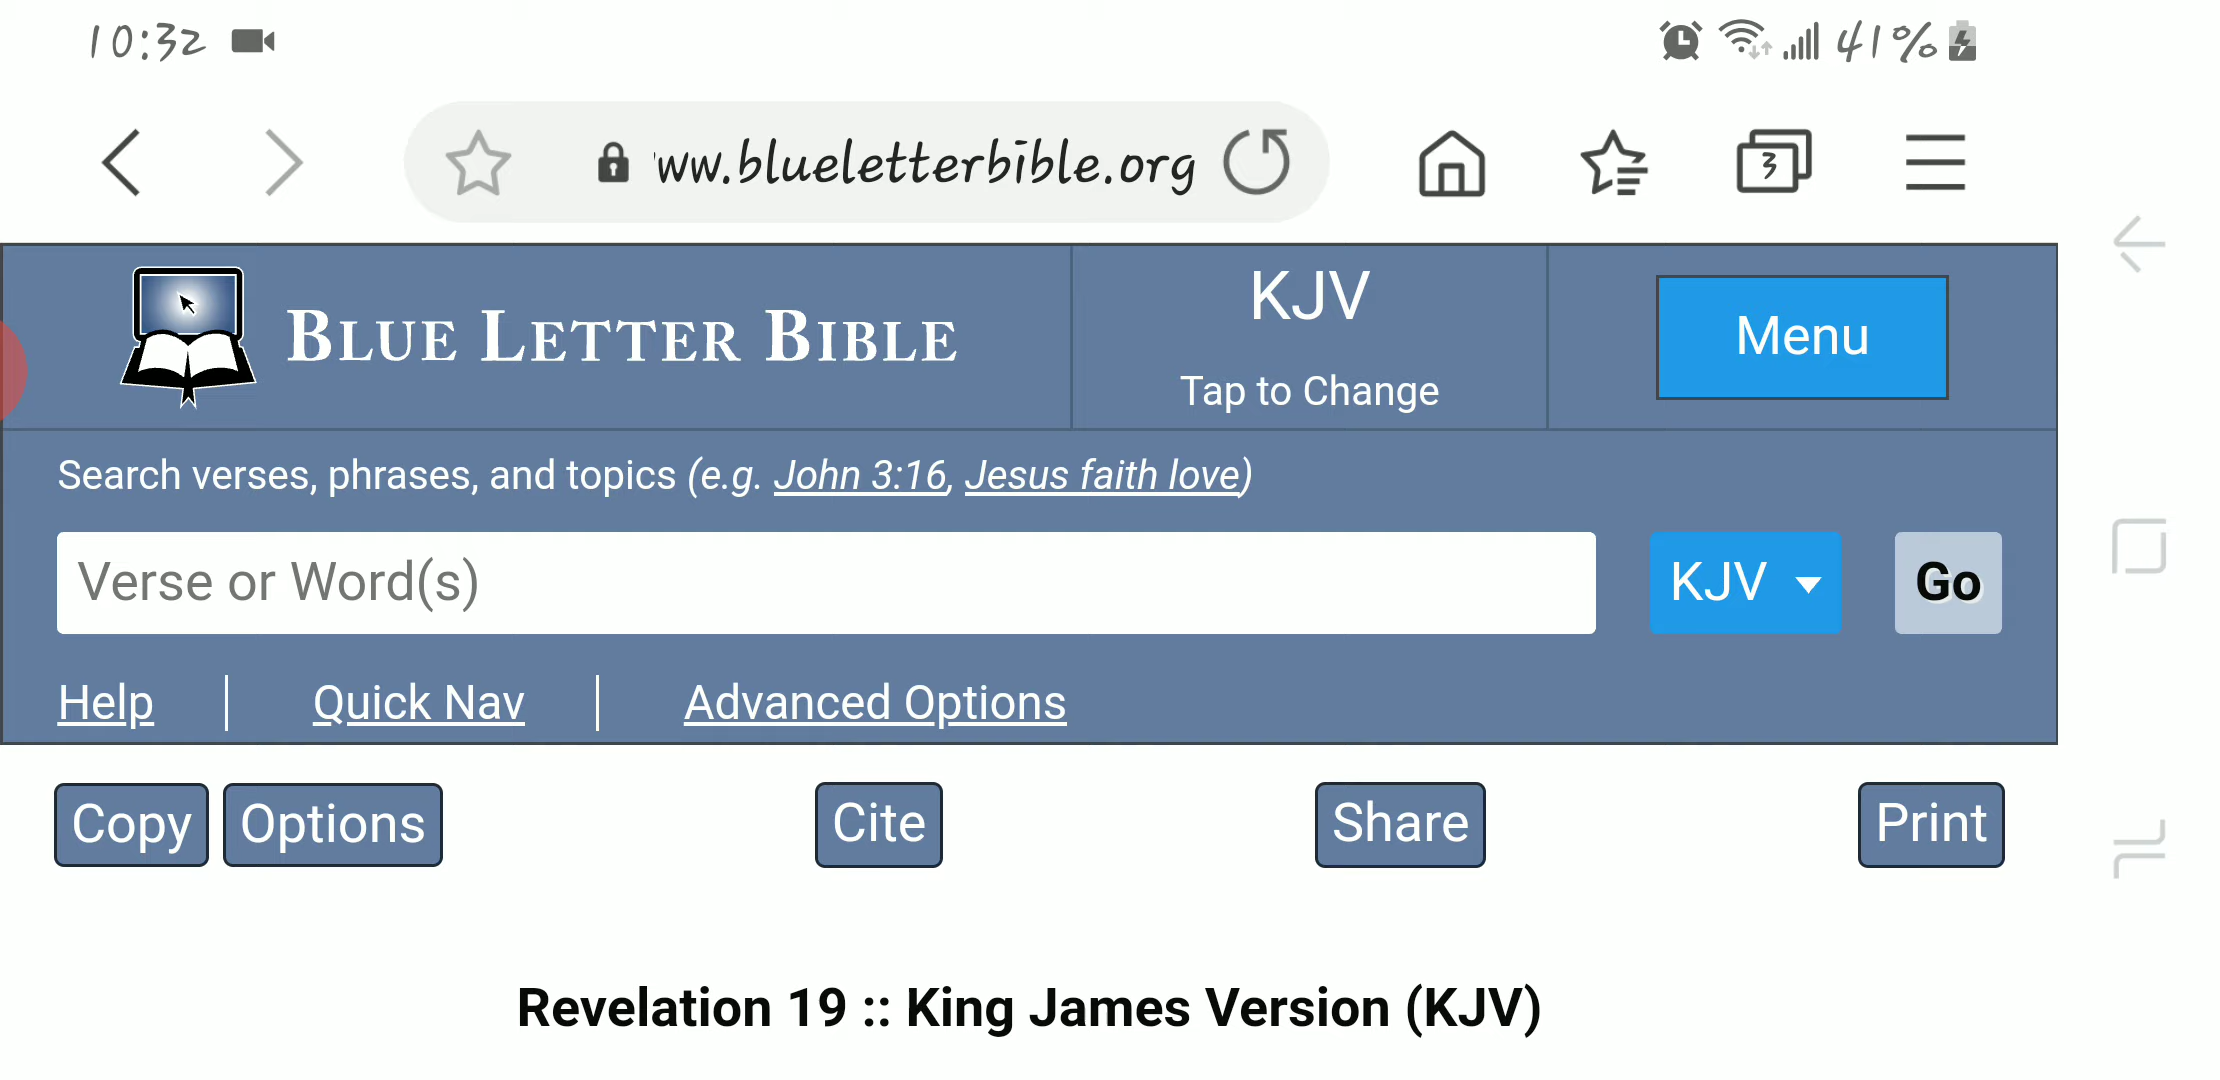 10:32 41%
ww.blueletterbible.org 3
BLUE LETTER BIBLE
KJV
Tap to Change
Menu
Search verses, phrases, and topics (e.g. John 3:16, Jesus faith love)
Verse or Word(s) KJV Go
Help Quick Nav Advanced Options
Copy Options Cite Share Print
Revelation 19 :: King James Version (KJV)